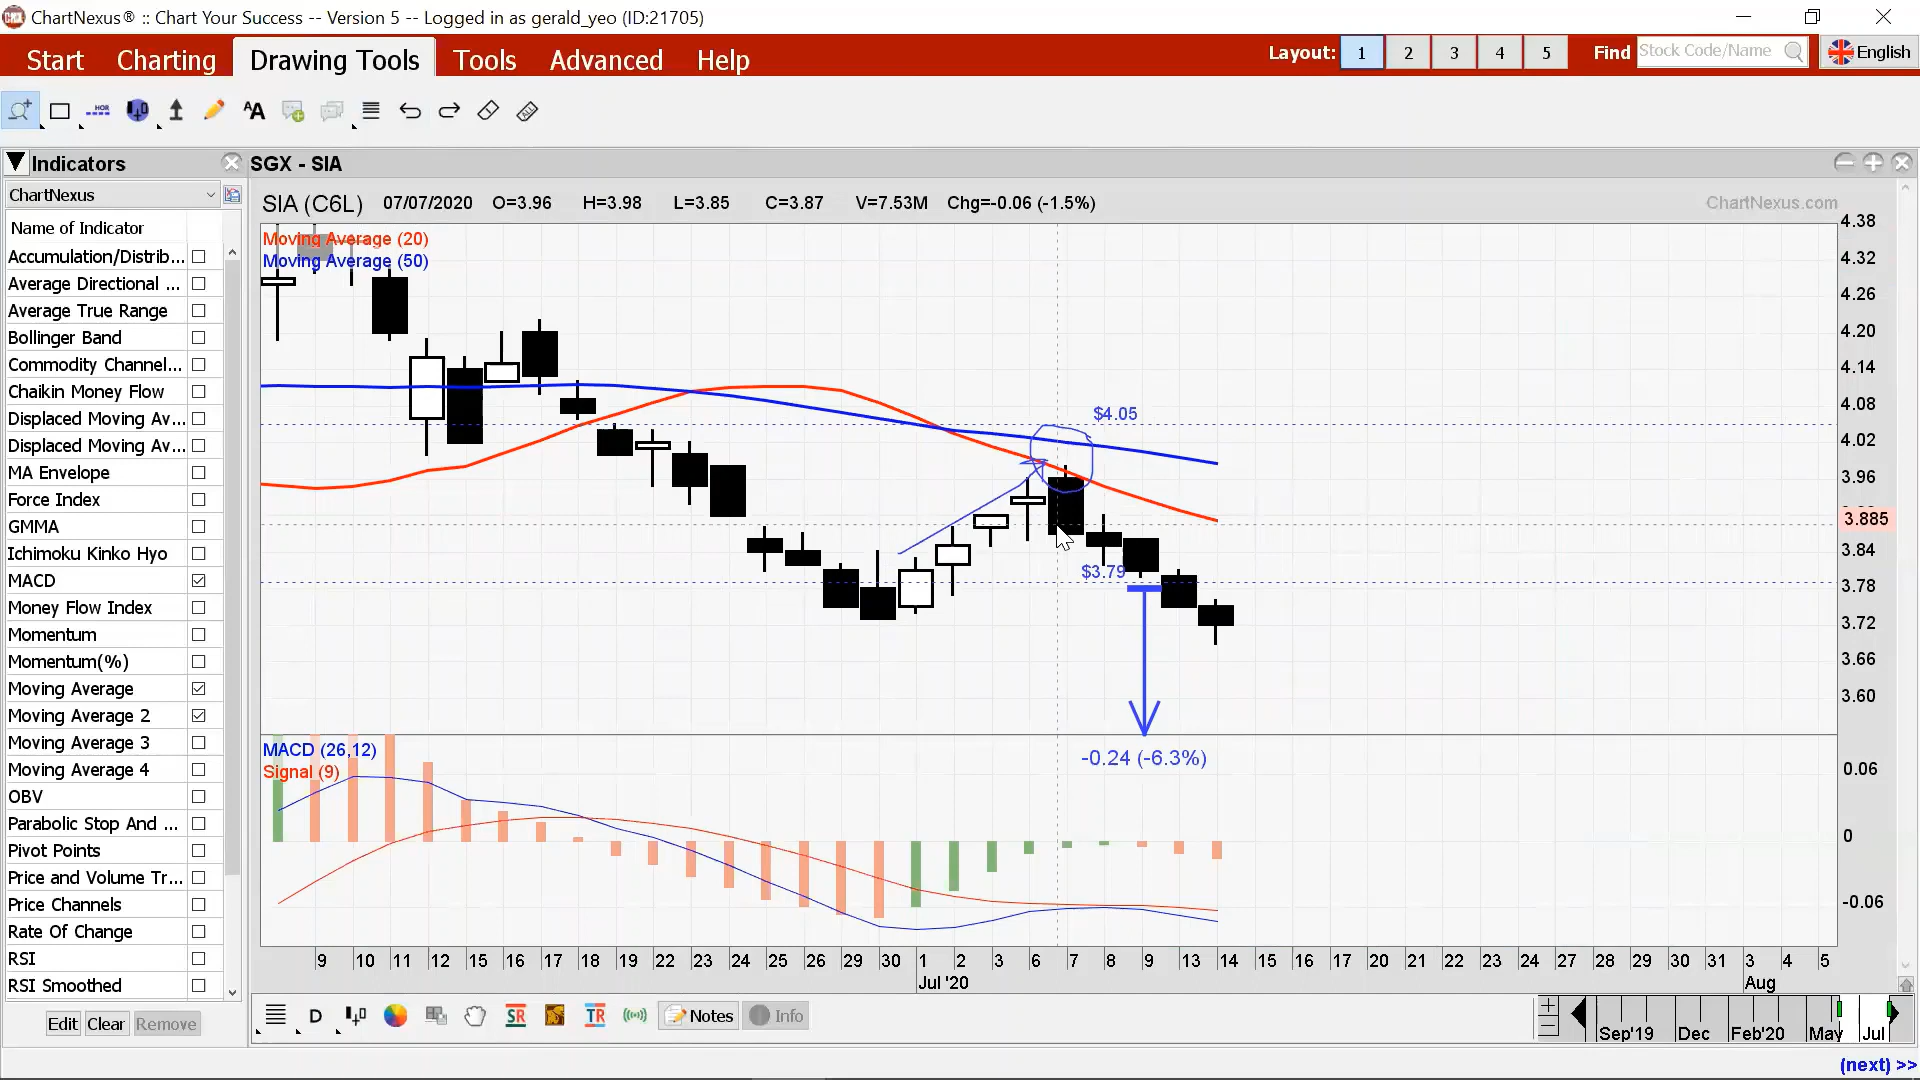 ChartNexus® :: Chart Your Success -- Version 5 -- Logged in as gerald_yeo (ID:21705)
Start Charting Drawing Tools Tools Advanced Help Layout: 1 2 3 4 5 Find Stock Code/Name English
HOR AA ALL
Indicators
SGX - SIA
ChartNexus
SIA (C6L) 07/07/2020 O=3.96 H=3.98 L=3.85 C=3.87 V=7.53M Chg=-0.06 (-1.5%) ChartNexus.com
Name of Indicator
Accumulation/Distrib...
Average Directional ...
Average True Range
Bollinger Band
Commodity Channel...
Chaikin Money Flow
Displaced Moving Av...
Displaced Moving Av...
MA Envelope
Force Index
GMMA
Ichimoku Kinko Hyo
MACD
Money Flow Index
Momentum
Momentum(%)
Moving Average
Moving Average 2
Moving Average 3
Moving Average 4
OBV
Parabolic Stop And ...
Pivot Points
Price and Volume Tr...
Price Channels
Rate Of Change
RSI
RSI Smoothed
Edit Clear Remove
Moving Average (20)
Moving Average (50)
$4.05
$3.79
-0.24 (-6.3%)
4.38
4.32
4.26
4.20
4.14
4.08
4.02
3.96
3.885
3.84
3.78
3.72
3.66
3.60
MACD (26,12)
Signal (9)
0.06
0
-0.06
9 10 11 12 15 16 17 18 19 22 23 24 25 26 29 30 1 2 3 6 7 8 9 13 14 15 16 17 20 21 22 23 24 27 28 29 30 31 3 4 5
Jul '20 Aug
D SR TR Notes Info
Sep'19 Dec Feb'20 May Jul
(next) >>